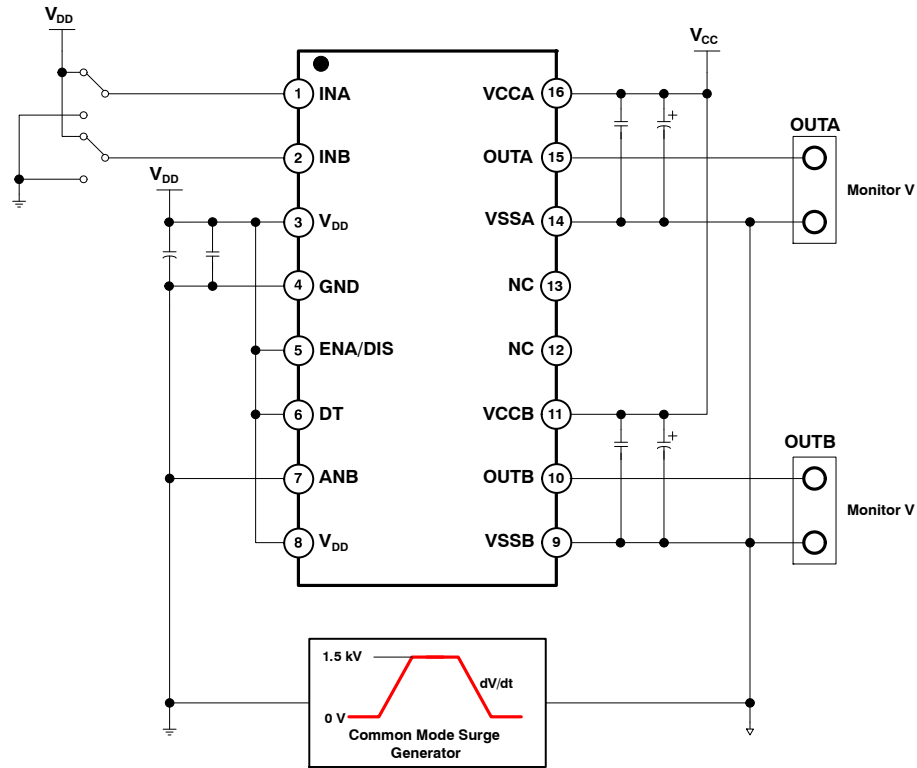 VDD
VCC
1 INA VCCA 16
OUTA
2 INB OUTA 15
Monitor V
VDD
3 VDD VSSA 14
4 GND NC 13
5 ENA/DIS NC 12
6 DT VCCB 11
OUTB
7 ANB OUTB 10
Monitor V
8 VDD VSSB 9
1.5 kV
dV/dt
0 V
Common Mode Surge
Generator